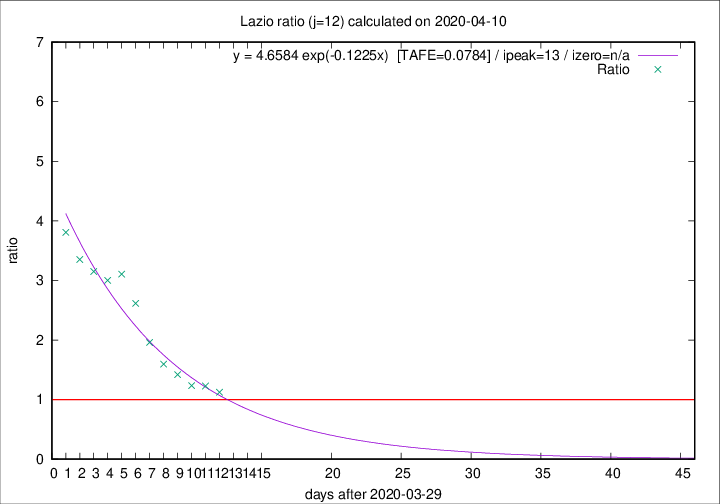 Lazio ratio (j=12) calculated on 2020-04-10
y = 4.6584 exp(-0.1225x)  [TAFE=0.0784] / ipeak=13 / izero=n/a
Ratio
7
6
5
4
3
2
1
0
ratio
0 1 2 3 4 5 6 7 8 9 10 11 12 13 14 15 20 25 30 35 40 45
days after 2020-03-29